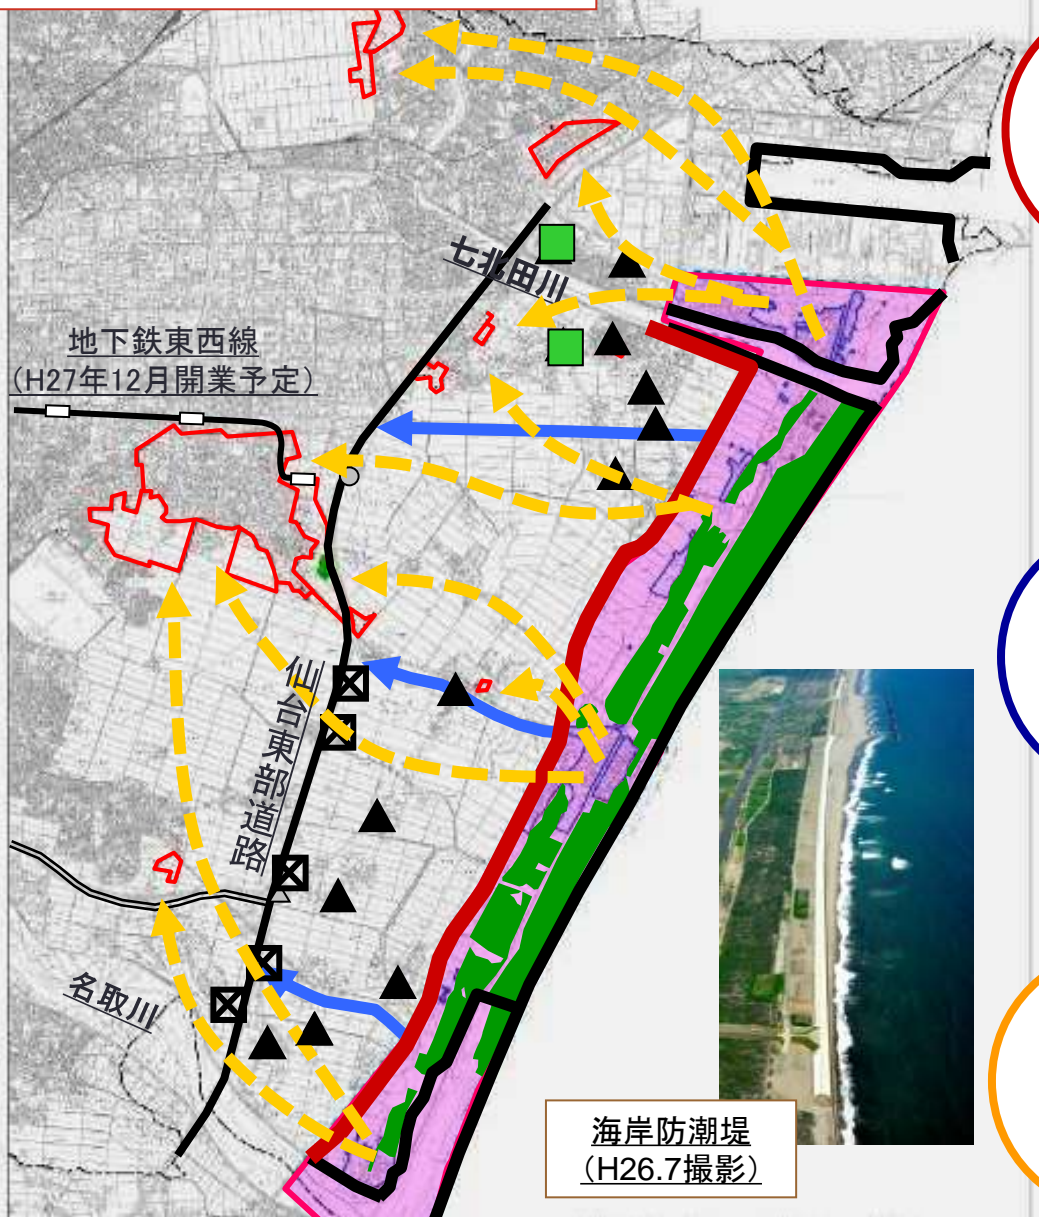 七北田川
地下鉄東西線
（H27年12月開業予定）
仙台東部道路
名取川
海岸防潮堤
（H26.7撮影）